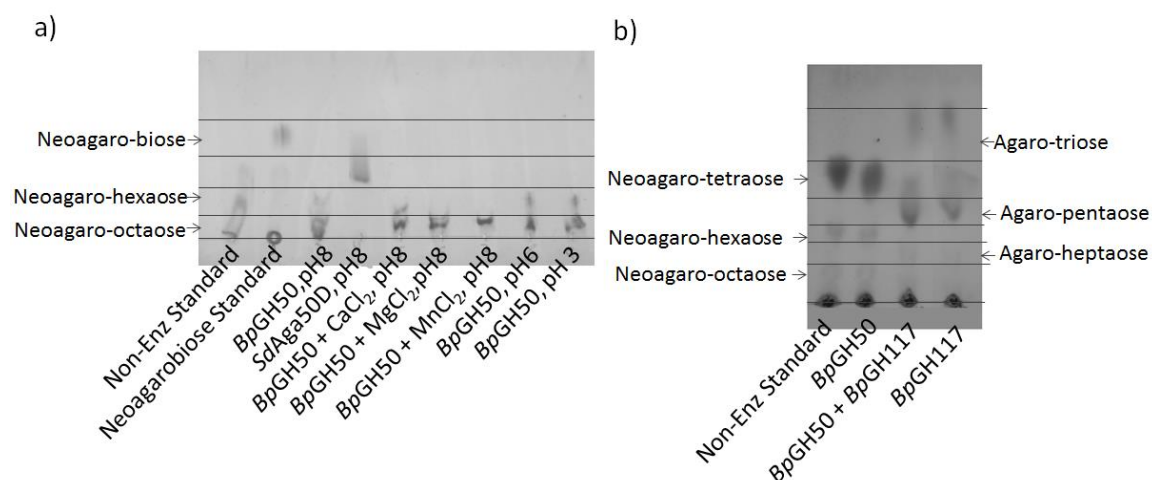 a)
Neoagaro-biose
Neoagaro-hexaose
Neoagaro-octaose
Non-Enz Standard
Neoagarobiose Standard
BpGH50, pH8
SdAga50D, pH8
BpGH50 + CaCl₂, pH8
BpGH50 + MgCl₂,pH8
BpGH50 + MnCl₂, pH8
BpGH50, pH6
BpGH50, pH 3
b)
Neoagaro-tetraose
Neoagaro-hexaose
Neoagaro-octaose
Agaro-triose
Agaro-pentaose
Agaro-heptaose
Non-Enz Standard
BpGH50
BpGH50 + BpGH117
BpGH117